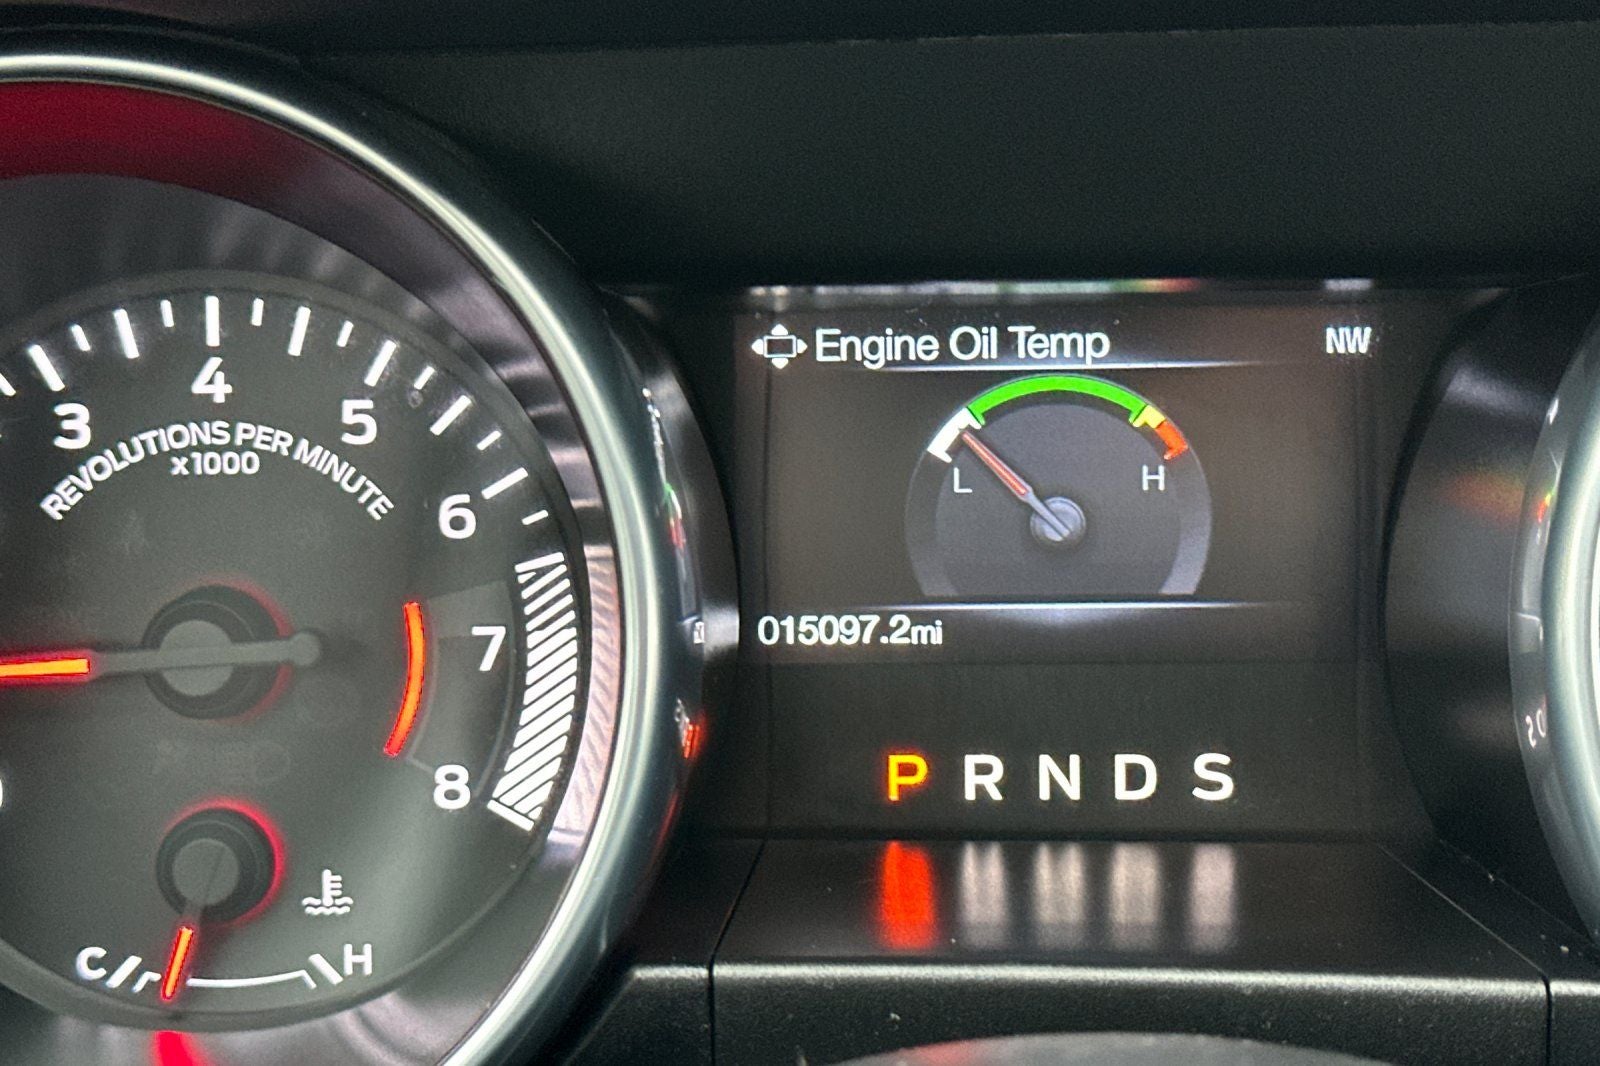 Engine Oil Temp
NW
L
H
015097.2mi
P R N D S
3
4
5
6
7
8
REVOLUTIONS PER MINUTE
x1000
C
H